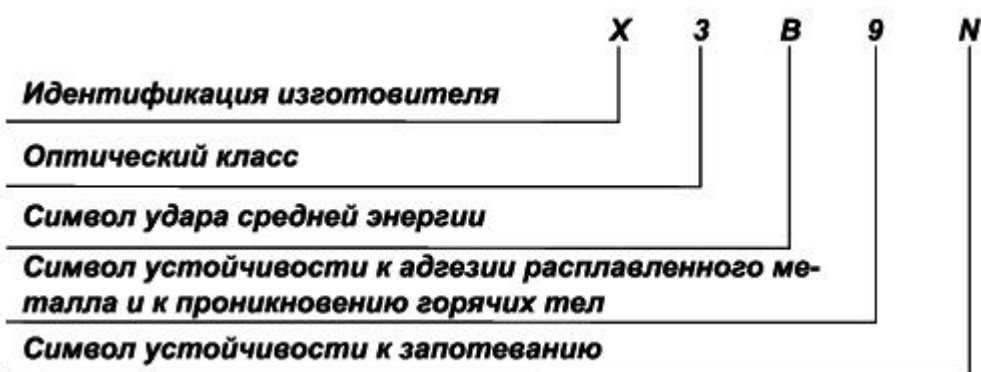 X 3 B 9 N
Идентификация изготовителя
Оптический класс
Символ удара средней энергии
Символ устойчивости к адгезии расплавленного ме-
талла и к проникновению горячих тел
Символ устойчивости к запотеванию